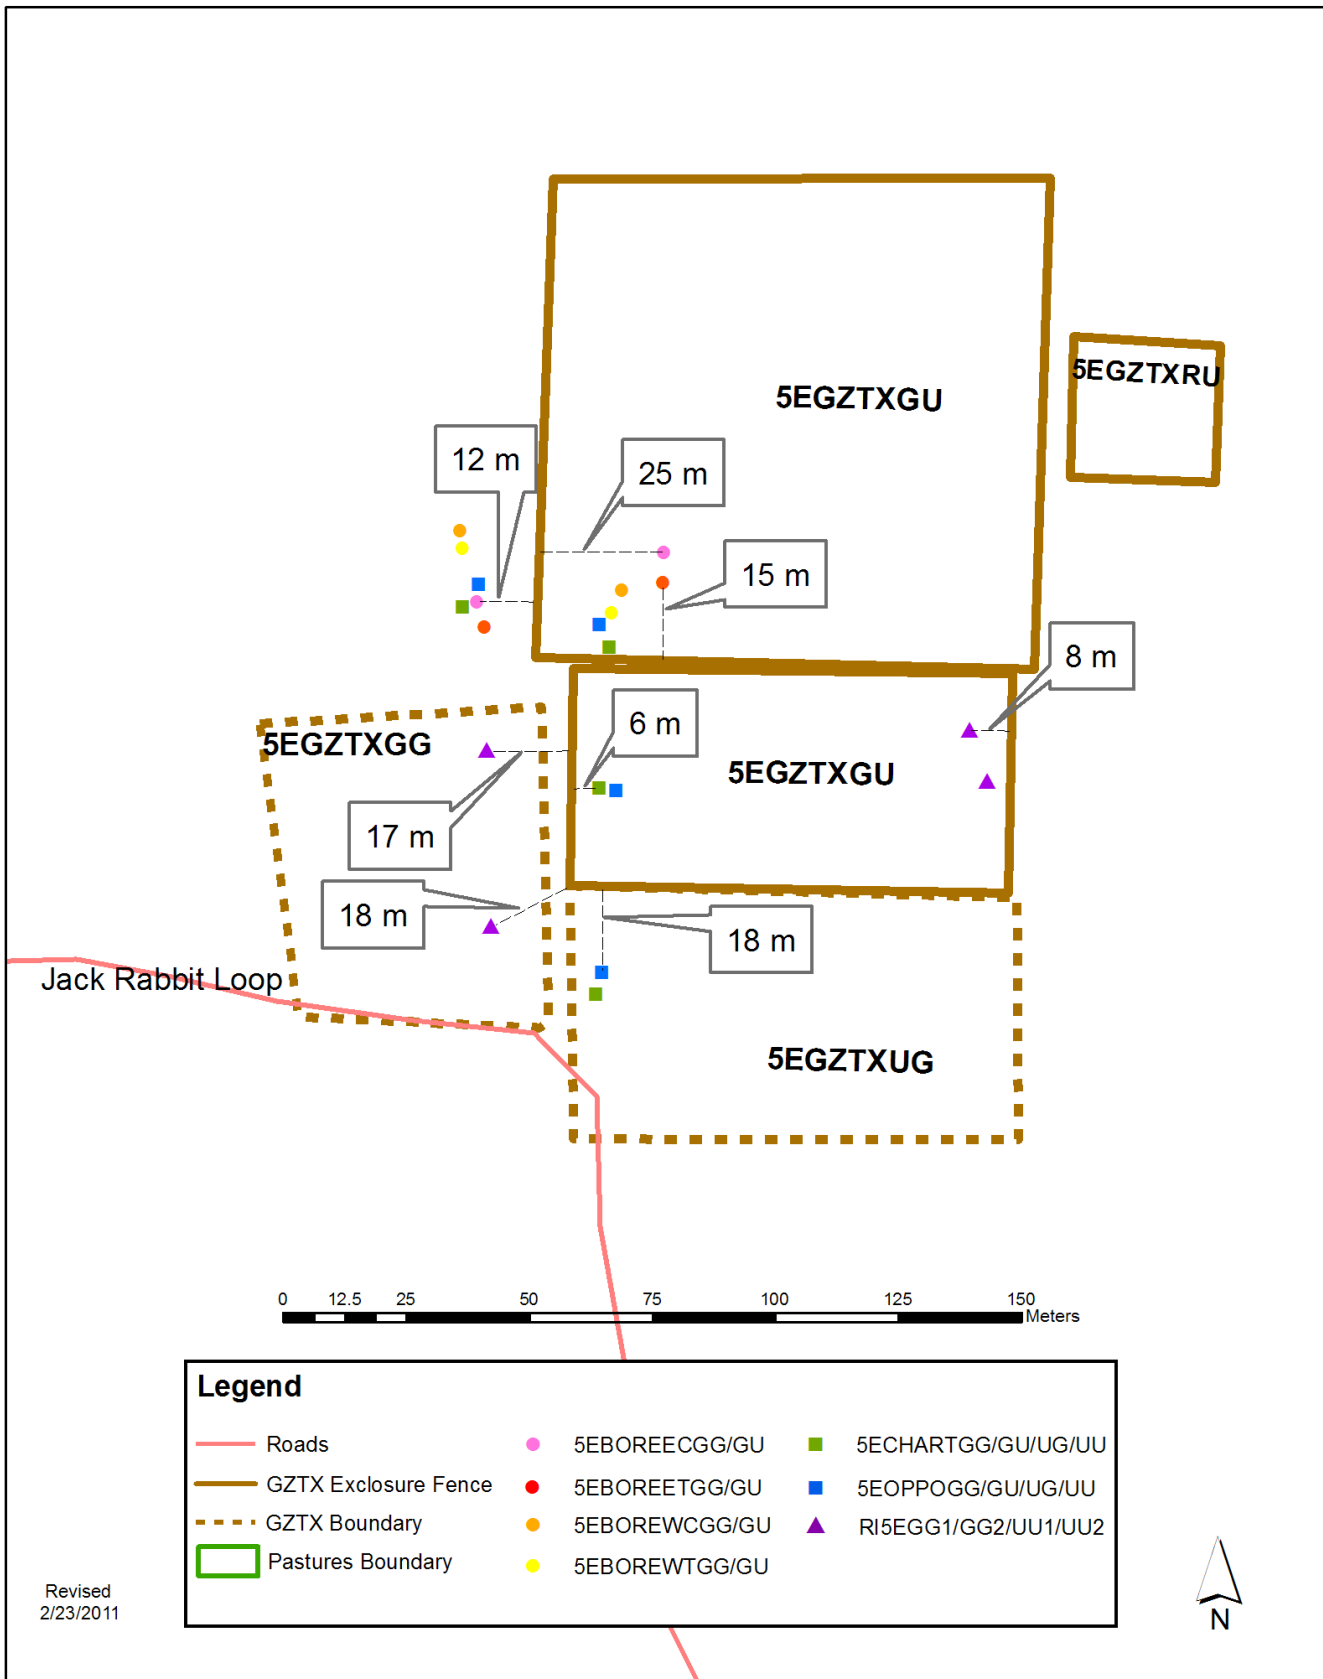 5EGZTXRU
5EGZTXGU
12 m
25 m
15 m
8 m
6 m
5EGZTXGG
5EGZTXGU
17 m
18 m
18 m
Jack Rabbit Loop
5EGZTXUG
0 12.5 25 50 75 100 125 150
Meters
Legend
Roads
GZTX Exclosure Fence
GZTX Boundary
Pastures Boundary
5EBOREECGG/GU
5EBOREETGG/GU
5EBOREWCGG/GU
5EBOREWTGG/GU
5ECHARTGG/GU/UG/UU
5EOPPOGG/GU/UG/UU
RI5EGG1/GG2/UU1/UU2
Revised
2/23/2011
N